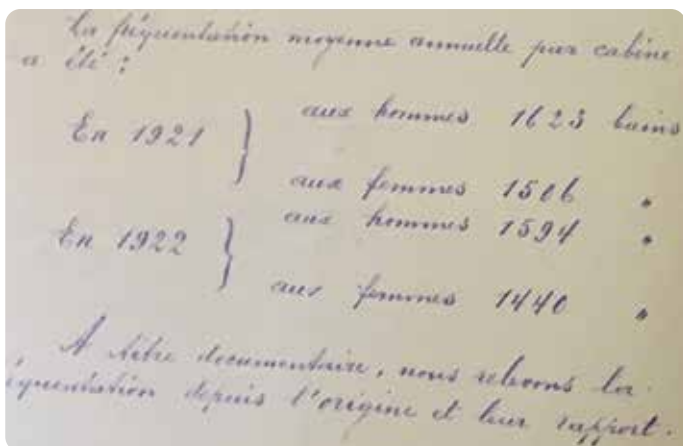 La fréquentation moyenne annuelle par cabine
a été :
aux hommes 1623 bains
En 1921 }
aux femmes 1506 "
aux hommes 1594 "
En 1922 }
aux femmes 1440 "
A titre documentaire, nous relevons la
fréquentation depuis l'origine et leur rapport.